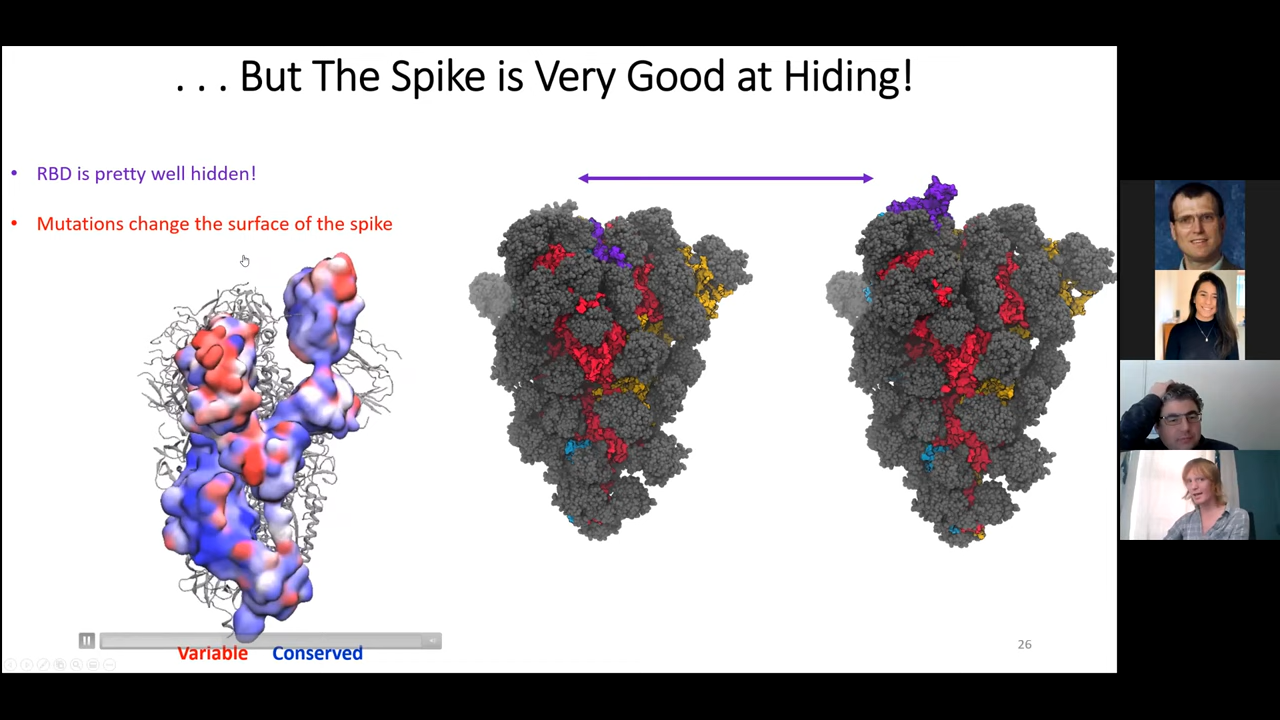 . . . But The Spike is Very Good at Hiding!
• RBD is pretty well hidden!
• Mutations change the surface of the spike
Variable Conserved
26